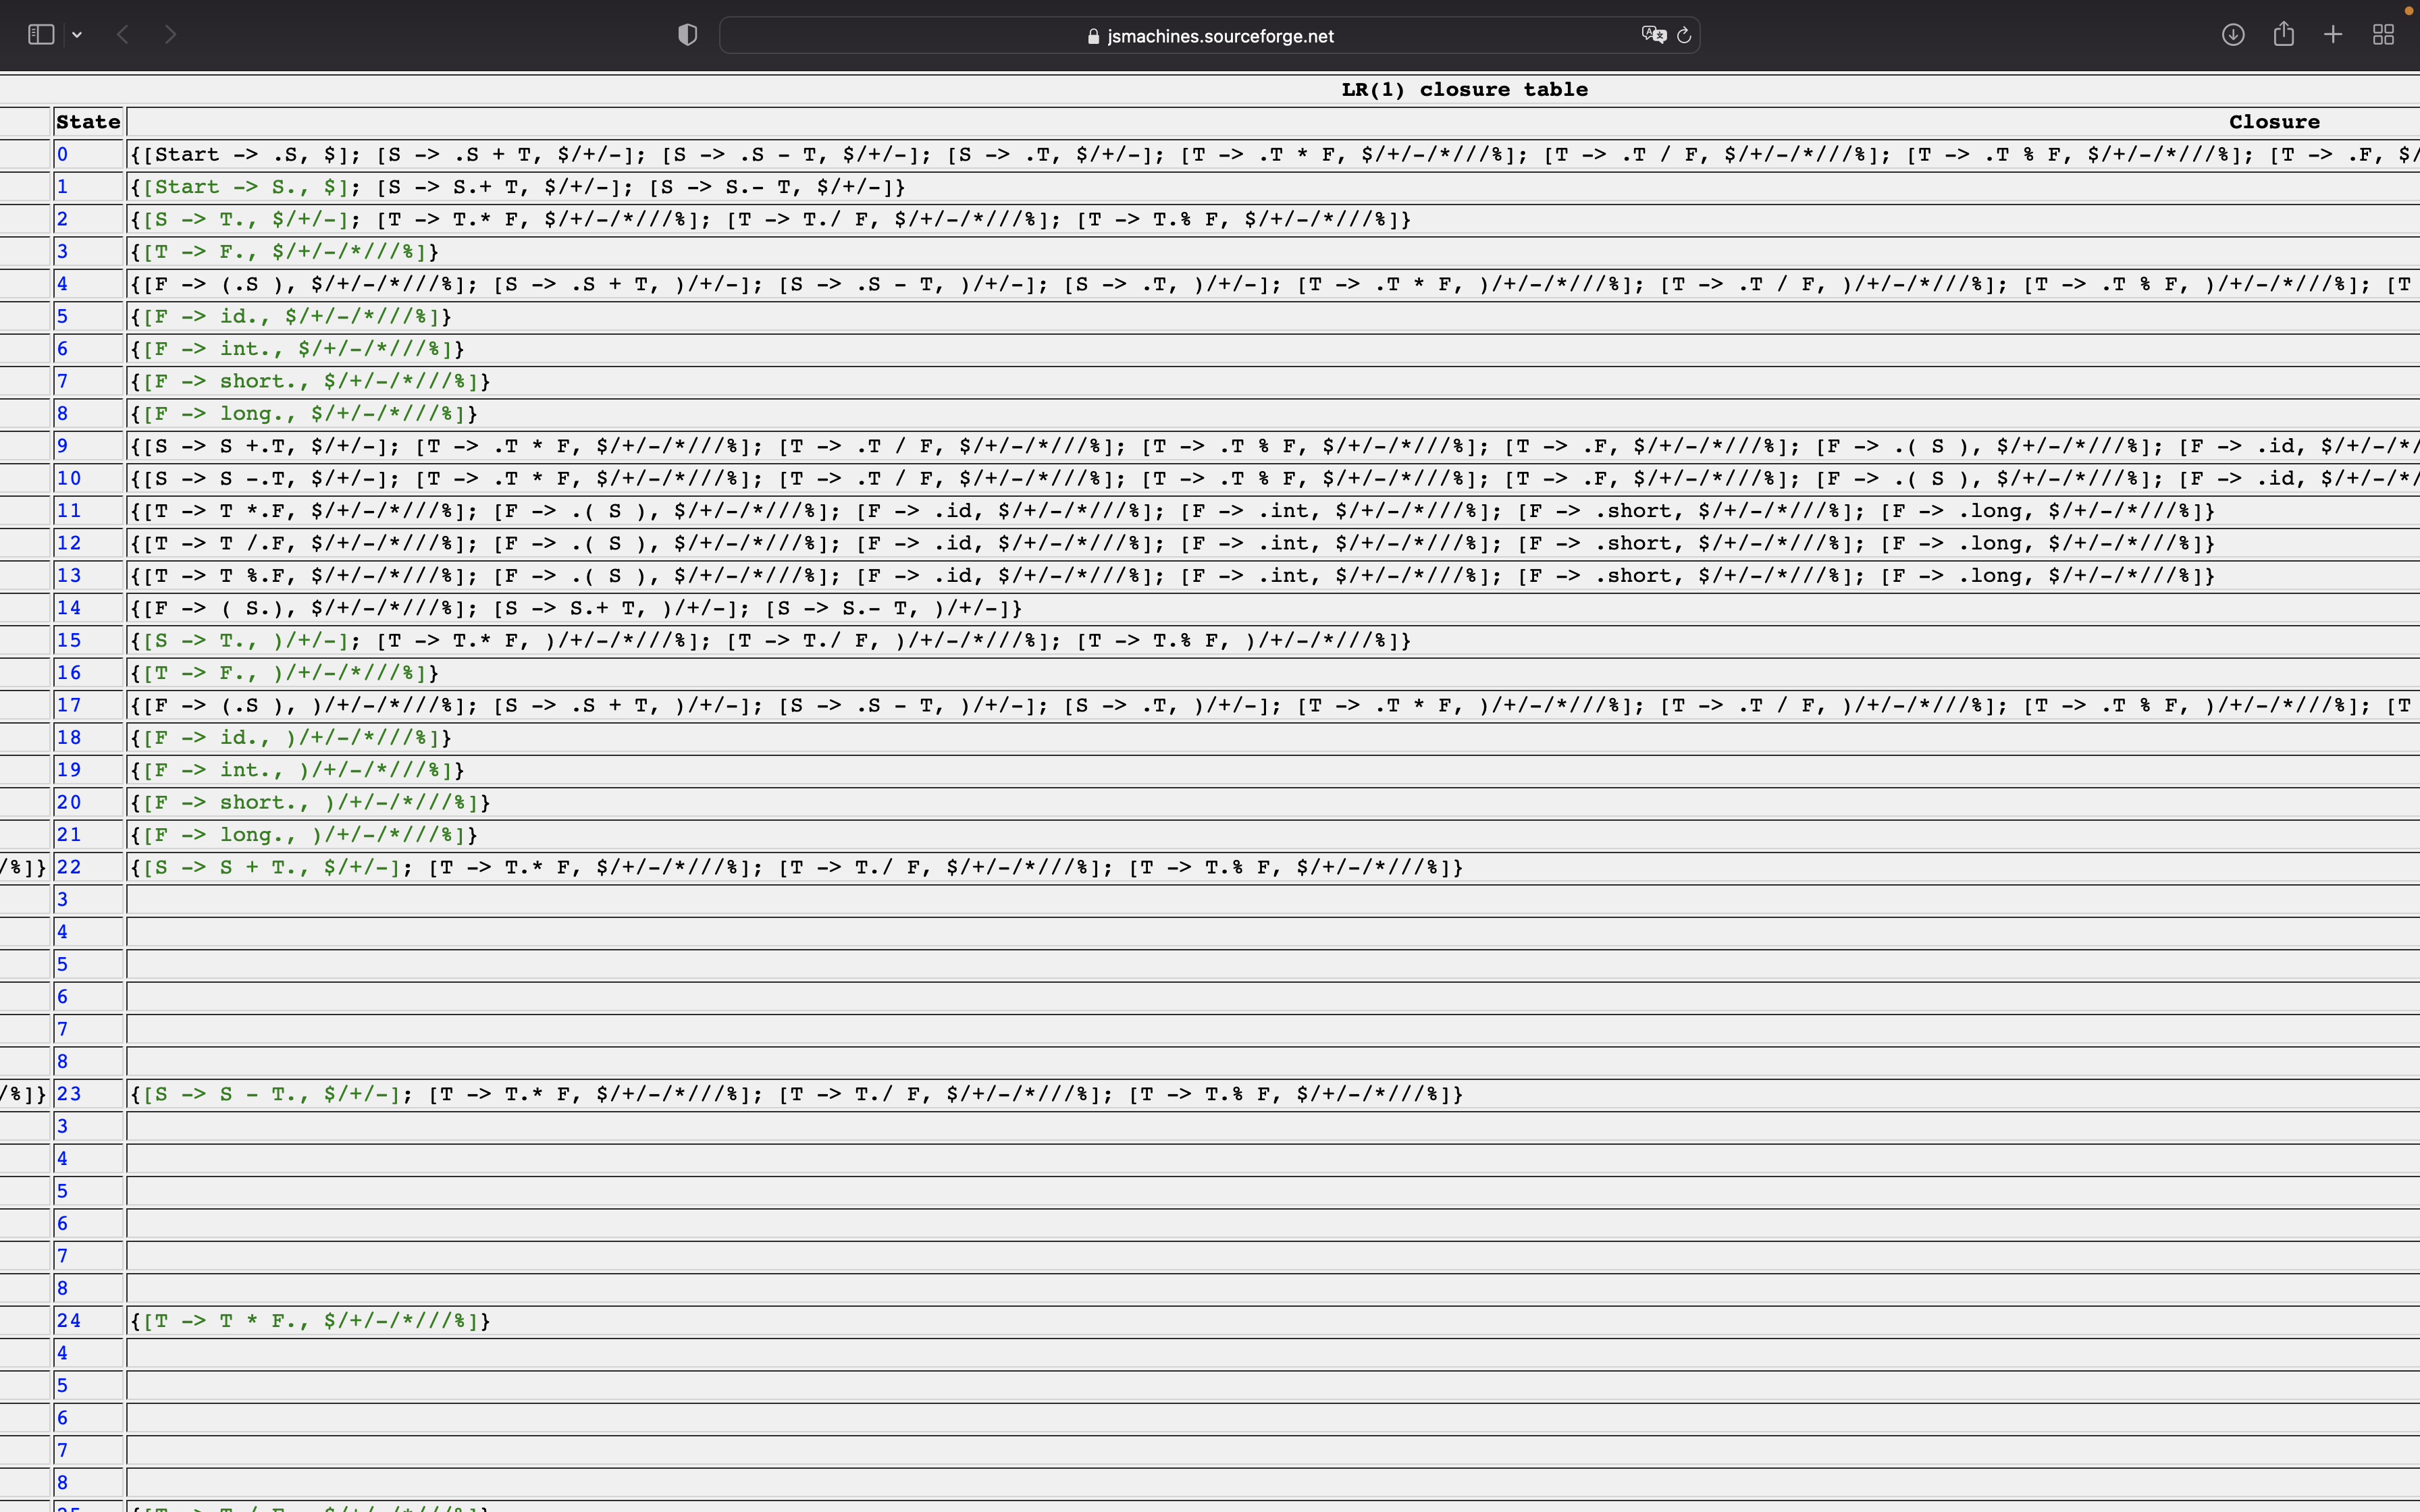 jsmachines.sourceforge.net
LR(1) closure table
State Closure
0 {[Start -> .S, $]; [S -> .S + T, $/+/-]; [S -> .S - T, $/+/-]; [S -> .T, $/+/-]; [T -> .T * F, $/+/-/*///%]; [T -> .T / F, $/+/-/*///%]; [T -> .T % F, $/+/-/*///%]; [T -> .F, $/
1 {[Start -> S., $]; [S -> S.+ T, $/+/-]; [S -> S.- T, $/+/-]}
2 {[S -> T., $/+/-]; [T -> T.* F, $/+/-/*///%]; [T -> T./ F, $/+/-/*///%]; [T -> T.% F, $/+/-/*///%]}
3 {[T -> F., $/+/-/*///%]}
4 {[F -> (.S ), $/+/-/*///%]; [S -> .S + T, )/+/-]; [S -> .S - T, )/+/-]; [S -> .T, )/+/-]; [T -> .T * F, )/+/-/*///%]; [T -> .T / F, )/+/-/*///%]; [T -> .T % F, )/+/-/*///%]; [T
5 {[F -> id., $/+/-/*///%]}
6 {[F -> int., $/+/-/*///%]}
7 {[F -> short., $/+/-/*///%]}
8 {[F -> long., $/+/-/*///%]}
9 {[S -> S +.T, $/+/-]; [T -> .T * F, $/+/-/*///%]; [T -> .T / F, $/+/-/*///%]; [T -> .T % F, $/+/-/*///%]; [T -> .F, $/+/-/*///%]; [F -> .( S ), $/+/-/*///%]; [F -> .id, $/+/-/*/
10 {[S -> S -.T, $/+/-]; [T -> .T * F, $/+/-/*///%]; [T -> .T / F, $/+/-/*///%]; [T -> .T % F, $/+/-/*///%]; [T -> .F, $/+/-/*///%]; [F -> .( S ), $/+/-/*///%]; [F -> .id, $/+/-/*/
11 {[T -> T *.F, $/+/-/*///%]; [F -> .( S ), $/+/-/*///%]; [F -> .id, $/+/-/*///%]; [F -> .int, $/+/-/*///%]; [F -> .short, $/+/-/*///%]; [F -> .long, $/+/-/*///%]}
12 {[T -> T /.F, $/+/-/*///%]; [F -> .( S ), $/+/-/*///%]; [F -> .id, $/+/-/*///%]; [F -> .int, $/+/-/*///%]; [F -> .short, $/+/-/*///%]; [F -> .long, $/+/-/*///%]}
13 {[T -> T %.F, $/+/-/*///%]; [F -> .( S ), $/+/-/*///%]; [F -> .id, $/+/-/*///%]; [F -> .int, $/+/-/*///%]; [F -> .short, $/+/-/*///%]; [F -> .long, $/+/-/*///%]}
14 {[F -> ( S.), $/+/-/*///%]; [S -> S.+ T, )/+/-]; [S -> S.- T, )/+/-]}
15 {[S -> T., )/+/-]; [T -> T.* F, )/+/-/*///%]; [T -> T./ F, )/+/-/*///%]; [T -> T.% F, )/+/-/*///%]}
16 {[T -> F., )/+/-/*///%]}
17 {[F -> (.S ), )/+/-/*///%]; [S -> .S + T, )/+/-]; [S -> .S - T, )/+/-]; [S -> .T, )/+/-]; [T -> .T * F, )/+/-/*///%]; [T -> .T / F, )/+/-/*///%]; [T -> .T % F, )/+/-/*///%]; [T
18 {[F -> id., )/+/-/*///%]}
19 {[F -> int., )/+/-/*///%]}
20 {[F -> short., )/+/-/*///%]}
21 {[F -> long., )/+/-/*///%]}
/%]} 22 {[S -> S + T., $/+/-]; [T -> T.* F, $/+/-/*///%]; [T -> T./ F, $/+/-/*///%]; [T -> T.% F, $/+/-/*///%]}
3
4
5
6
7
8
/%]} 23 {[S -> S - T., $/+/-]; [T -> T.* F, $/+/-/*///%]; [T -> T./ F, $/+/-/*///%]; [T -> T.% F, $/+/-/*///%]}
3
4
5
6
7
8
24 {[T -> T * F., $/+/-/*///%]}
4
5
6
7
8